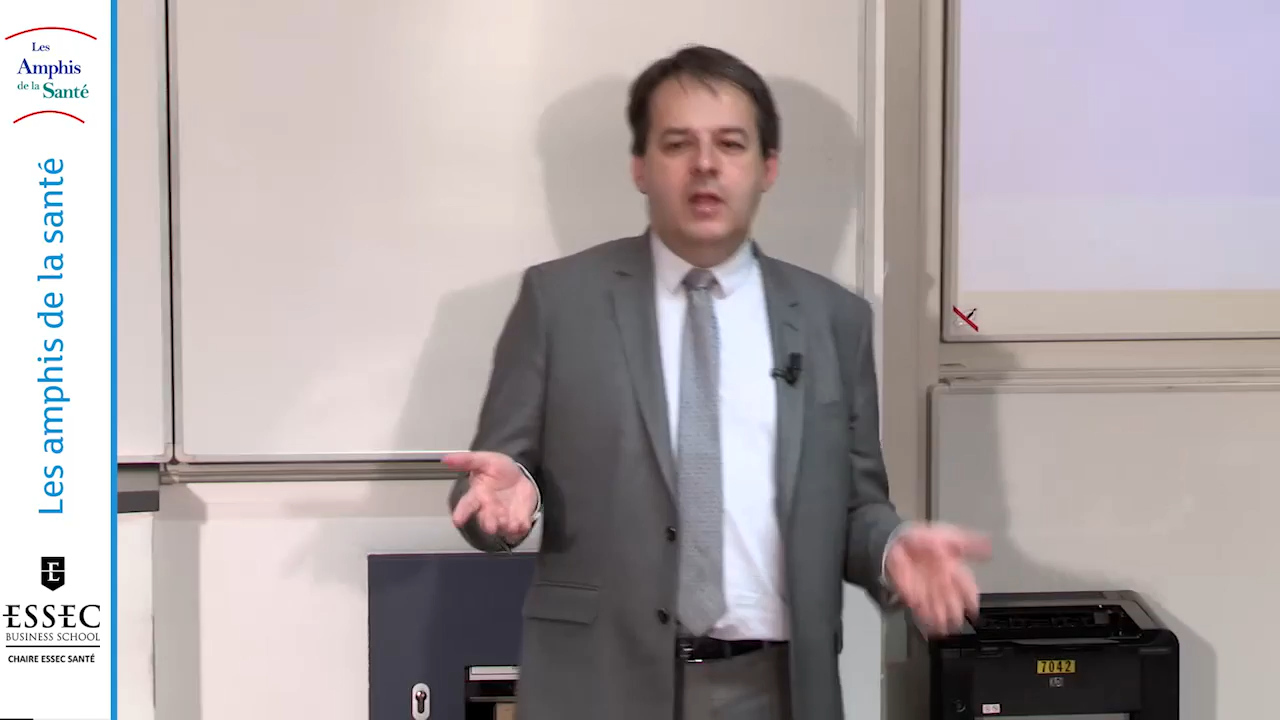 Les
Amphis
de la Santé
Les amphis de la santé
E
ESSEC
BUSINESS SCHOOL
CHAIRE ESSEC SANTÉ
7042